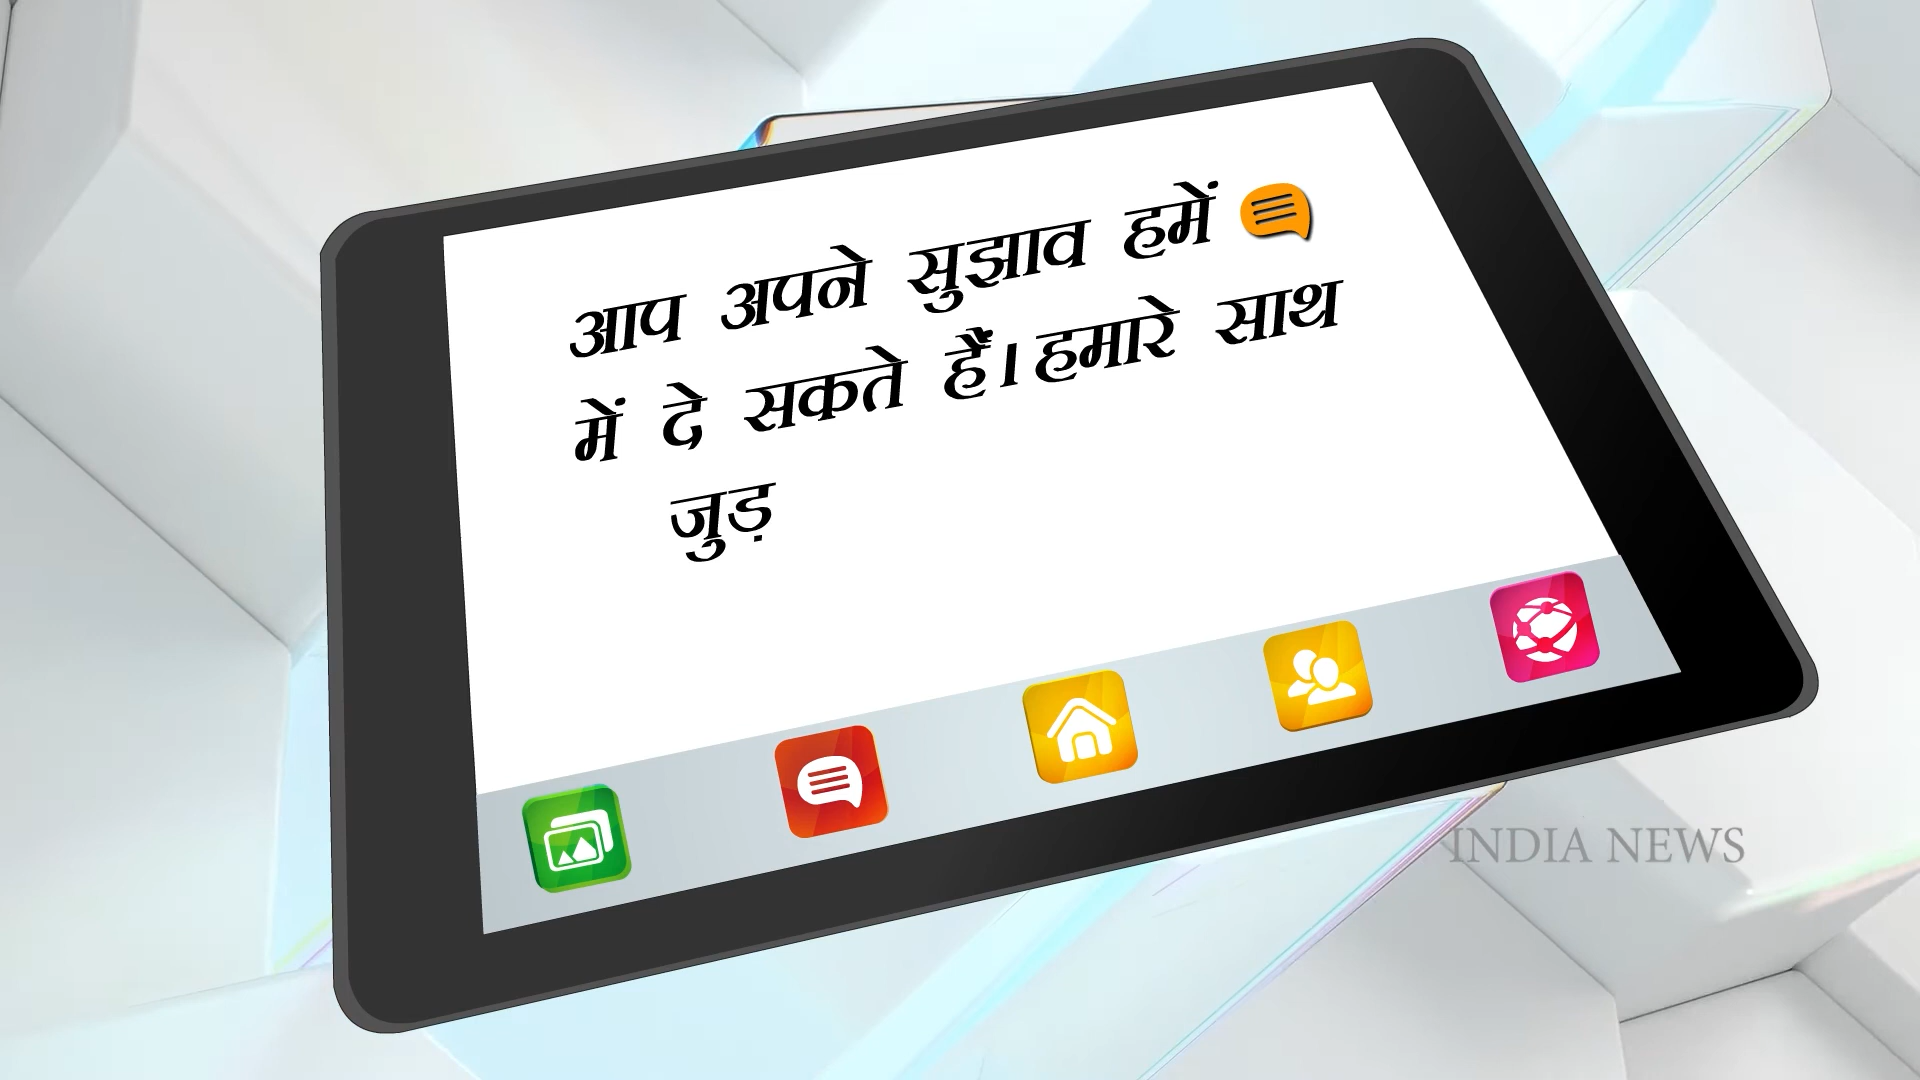 आप अपने सुझाव हमें
में दे सकते हैं। हमारे साथ
जुड़
INDIA NEWS